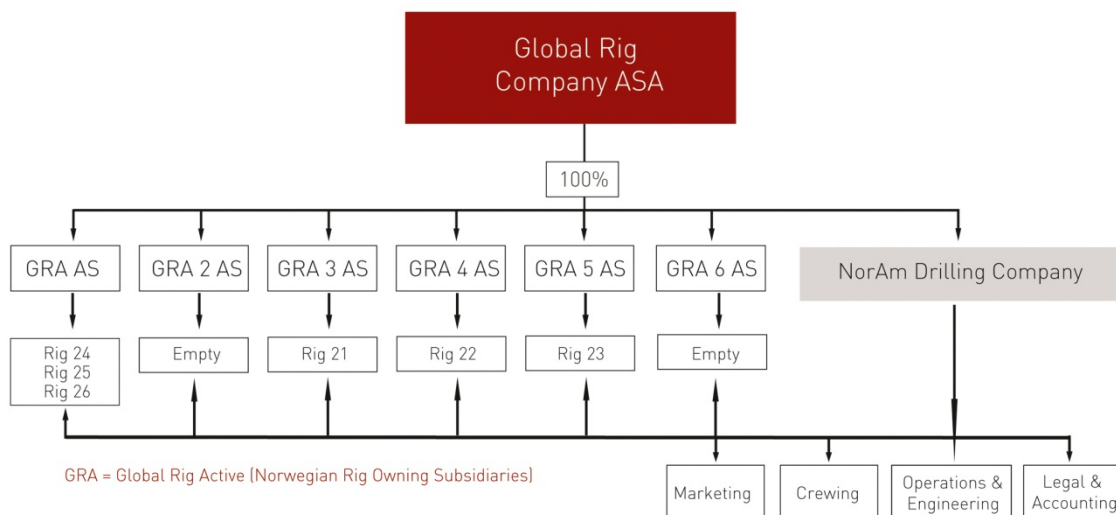 Global Rig
Company ASA
100%
GRA AS
GRA 2 AS
GRA 3 AS
GRA 4 AS
GRA 5 AS
GRA 6 AS
NorAm Drilling Company
Rig 24
Rig 25
Rig 26
Empty
Rig 21
Rig 22
Rig 23
Empty
GRA = Global Rig Active (Norwegian Rig Owning Subsidiaries)
Marketing
Crewing
Operations &
Engineering
Legal &
Accounting